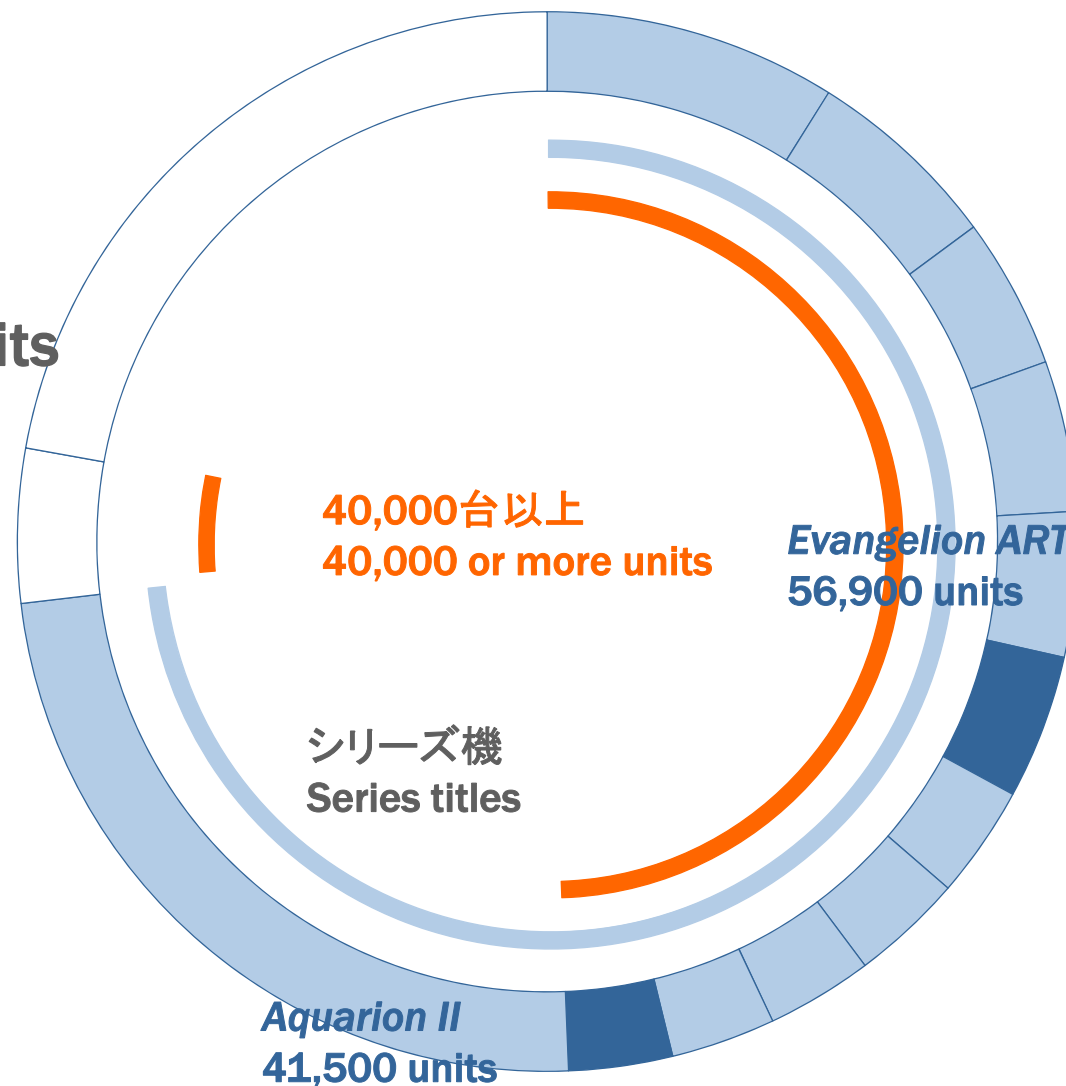 its
40,000台以上
40,000 or more units
Evangelion ART
56,900 units
シリーズ機
Series titles
Aquarion II
41,500 units